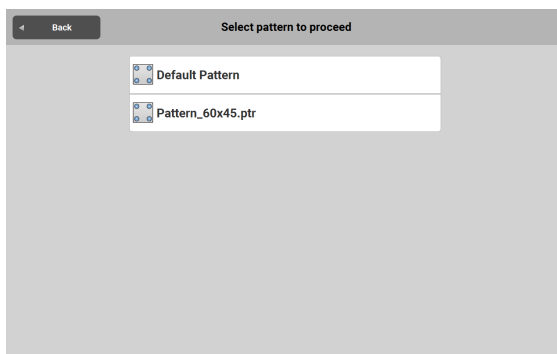 Back
Select pattern to proceed
Default Pattern
Pattern_60x45.ptr